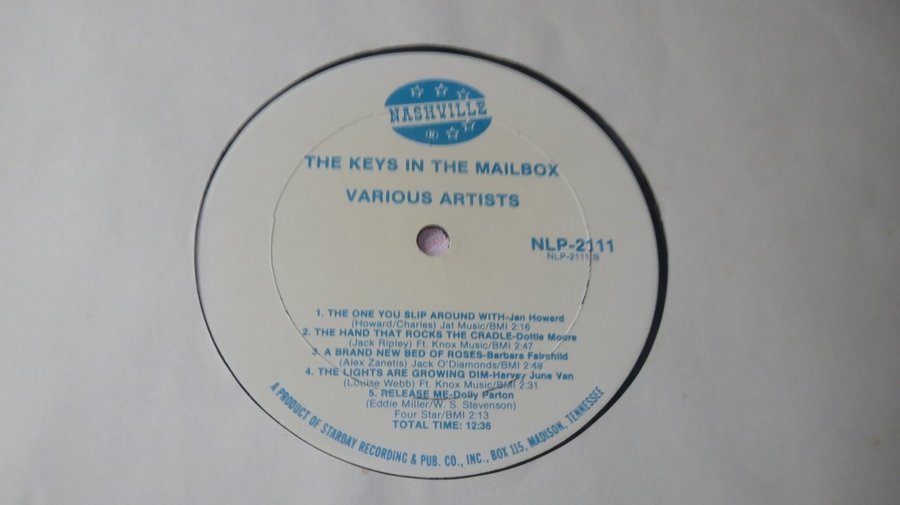 NASHVILLE
®
THE KEYS IN THE MAILBOX
VARIOUS ARTISTS
NLP-2111
NLP-2111 B
1. THE ONE YOU SLIP AROUND WITH-Jan Howard
(Howard/Charles) Jat Music/BMI 2:16
2. THE HAND THAT ROCKS THE CRADLE-Dottie Moore
(Jack Ripley) Ft. Knox Music/BMI 2:47
3. A BRAND NEW BED OF ROSES-Barbara Fairchild
(Alex Zanetis) Jack O'Diamonds/BMI 2:49
4. THE LIGHTS ARE GROWING DIM-Harvey June Van
(Louise Webb) Ft. Knox Music/BMI 2:31
5. RELEASE ME-Dolly Parton
(Eddie Miller/W. S. Stevenson)
Four Star/BMI 2:13
TOTAL TIME: 12:36
A PRODUCT OF STARDAY RECORDING & PUB. CO., INC., BOX 115, MADISON, TENNESSEE